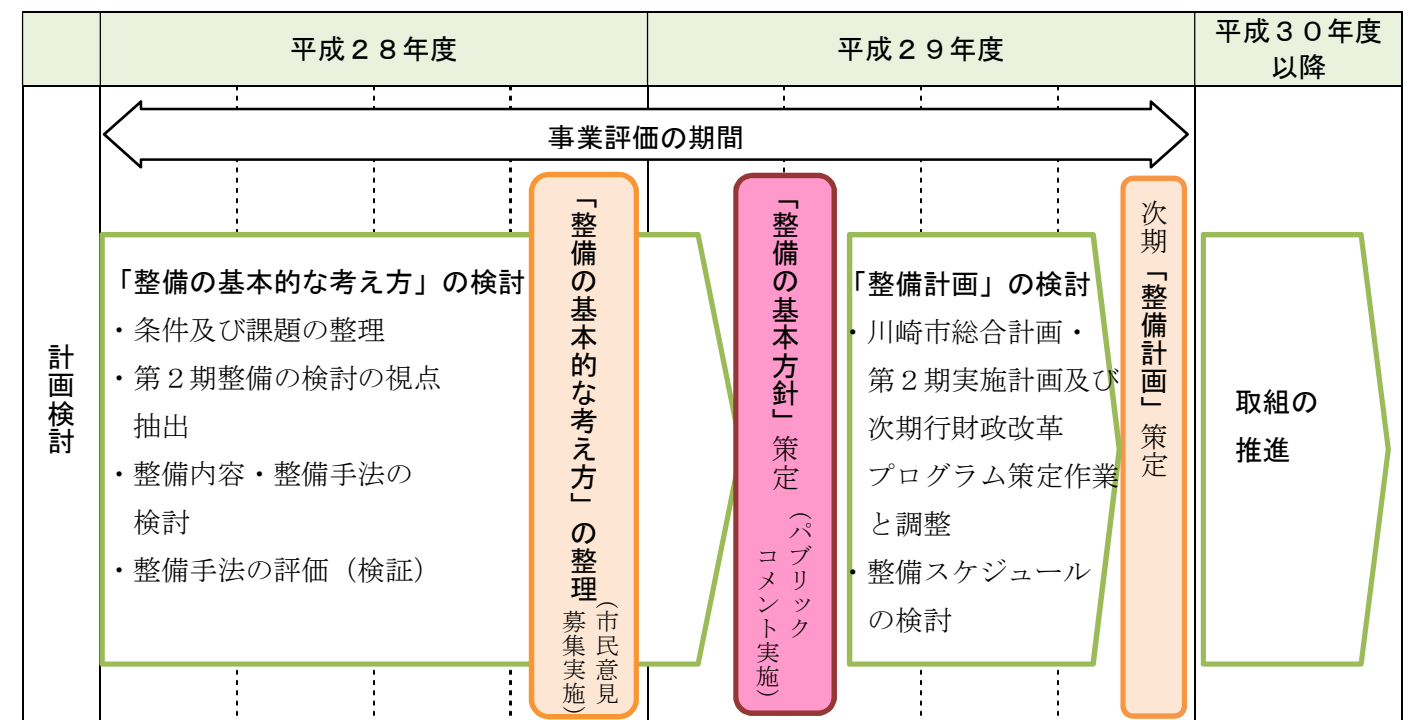 平成２８年度
平成２９年度
平成３０年度
以降
事業評価の期間
計画検討
「整備の基本的な考え方」の検討
・条件及び課題の整理
・第２期整備の検討の視点
抽出
・整備内容・整備手法の
検討
・整備手法の評価（検証）
「整備の基本的な考え方」の整理
（市民意見
募集実施）
「整備の基本方針」策定
（パブリック
コメント実施）
「整備計画」の検討
・川崎市総合計画・
第２期実施計画及び
次期行財政改革
プログラム策定作業
と調整
・整備スケジュール
の検討
次期「整備計画」策定
取組の
推進